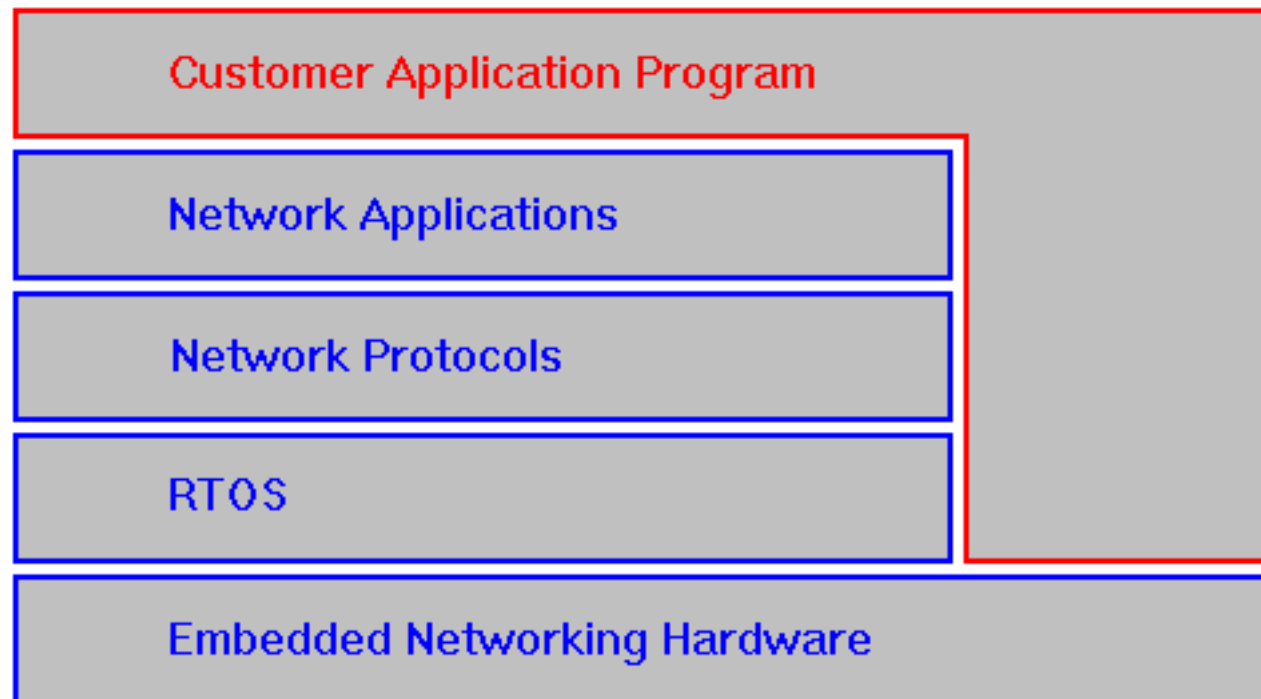 Customer Application Program
Network Applications
Network Protocols
RTOS
Embedded Networking Hardware